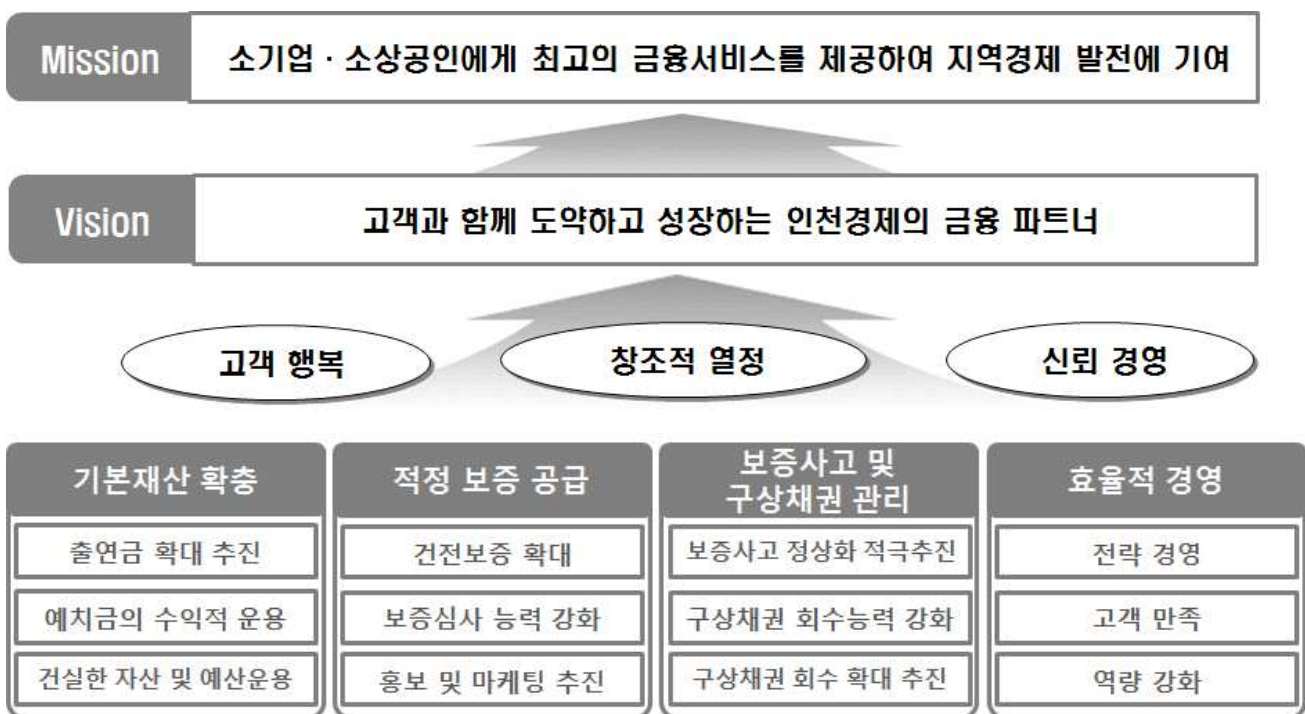 Mission
소기업 · 소상공인에게 최고의 금융서비스를 제공하여 지역경제 발전에 기여
Vision
고객과 함께 도약하고 성장하는 인천경제의 금융 파트너
고객 행복
창조적 열정
신뢰 경영
기본재산 확충
출연금 확대 추진
예치금의 수익적 운용
건실한 자산 및 예산운용
적정 보증 공급
건전보증 확대
보증심사 능력 강화
홍보 및 마케팅 추진
보증사고 및
구상채권 관리
보증사고 정상화 적극추진
구상채권 회수능력 강화
구상채권 회수 확대 추진
효율적 경영
전략 경영
고객 만족
역량 강화